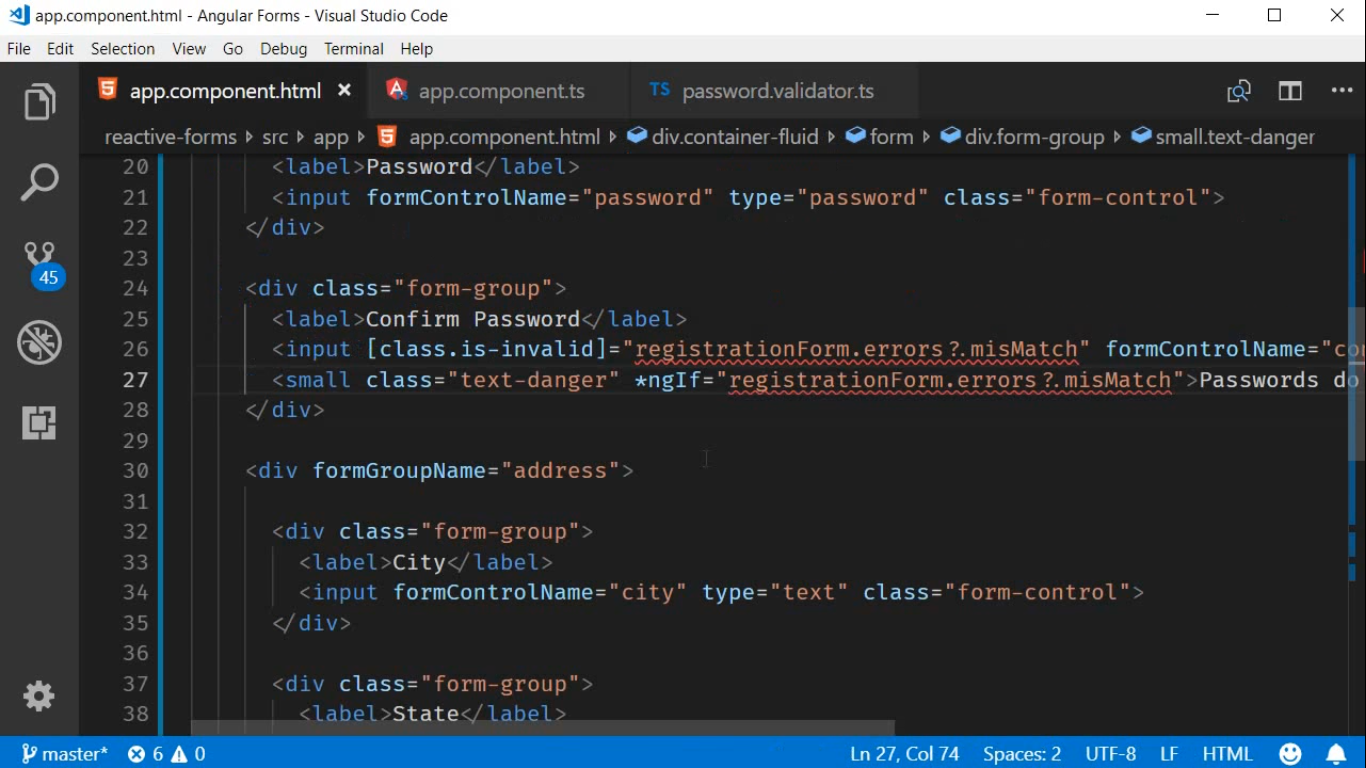 app.component.html - Angular Forms - Visual Studio Code
File Edit Selection View Go Debug Terminal Help
app.component.html app.component.ts TS password.validator.ts
reactive-forms src app app.component.html div.container-fluid form div.form-group small.text-danger
20 <label>Password</label>
21 <input formControlName="password" type="password" class="form-control">
22 </div>
23
24 <div class="form-group">
25 <label>Confirm Password</label>
26 <input [class.is-invalid]="registrationForm.errors?.misMatch" formControlName="co
27 <small class="text-danger" *ngIf="registrationForm.errors?.misMatch">Passwords do
28 </div>
29
30 <div formGroupName="address">
31
32 <div class="form-group">
33 <label>City</label>
34 <input formControlName="city" type="text" class="form-control">
35 </div>
36
37 <div class="form-group">
38 <label>State</label>
45
master* 6 0 Ln 27, Col 74 Spaces: 2 UTF-8 LF HTML